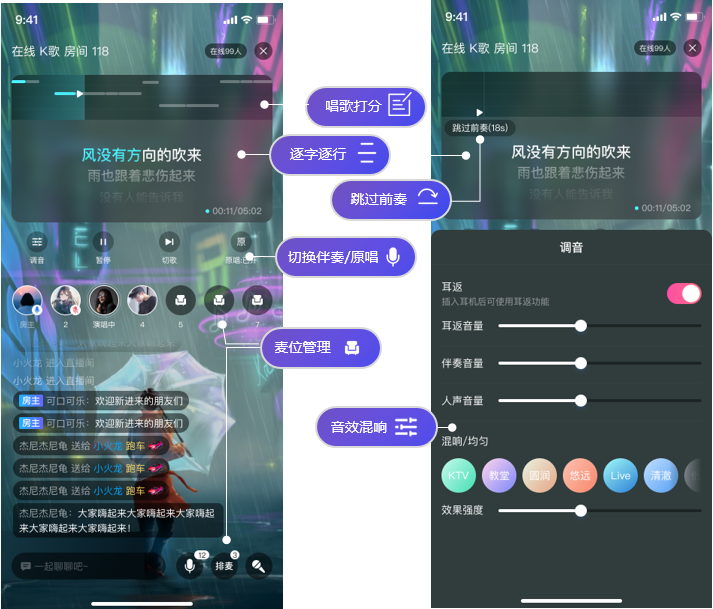 9:41
在线 K歌 房间 118
在线99人
风没有方向的吹来
雨也跟着悲伤起来
没有人能告诉我
00:11/05:02
调音
暂停
切歌
原
房主
2
演唱中
4
5
7
小火龙 进入直播间
小火龙 进入直播间
房主 可口可乐：欢迎新进来的朋友们
房主 可口可乐：欢迎新进来的朋友们
杰尼杰尼龟 送给 小火龙 跑车
杰尼杰尼龟 送给 小火龙 跑车
杰尼杰尼龟 送给 小火龙 跑车
杰尼杰尼龟：大家嗨起来大家嗨起来大家嗨
起来大家嗨起来大家嗨起来！
一起聊聊吧~
12
排麦
3
唱歌打分
逐字逐行
跳过前奏
切换伴奏/原唱
麦位管理
音效混响
9:41
在线 K歌 房间 118
在线99人
跳过前奏(18s)
风没有方向的吹来
雨也跟着悲伤起来
没有人能告诉我
00:11/05:02
调音
耳返
插入耳机后可使用耳返功能
耳返音量
伴奏音量
人声音量
混响/均匀
KTV
教堂
圆润
悠远
Live
清澈
效果强度